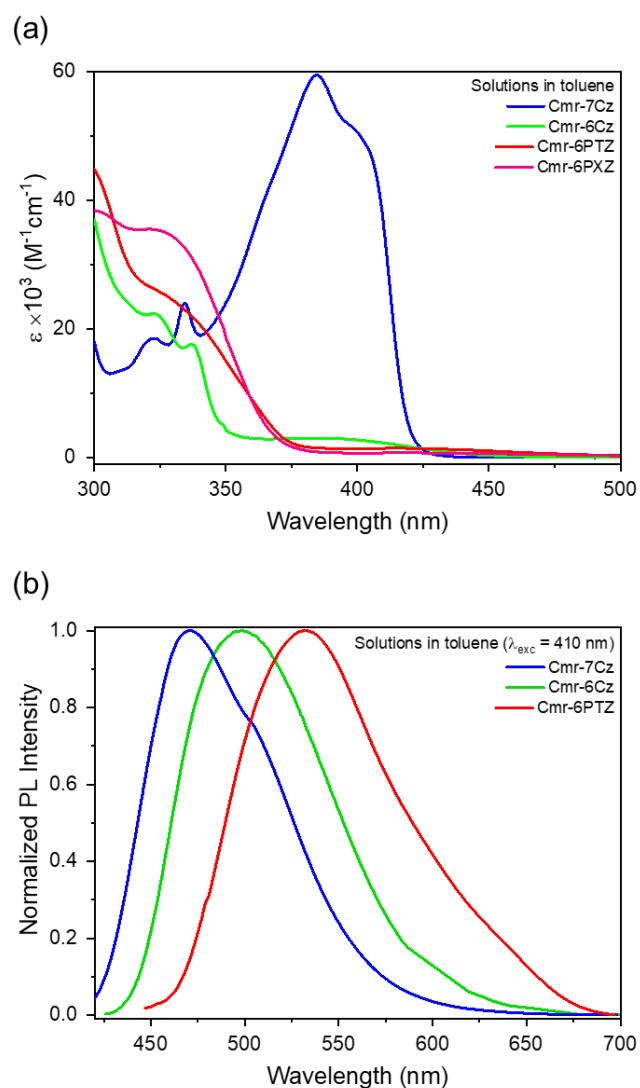 (a)
60
40
20
0
ε ×10³ (M⁻¹cm⁻¹)
Solutions in toluene
Cmr-7Cz
Cmr-6Cz
Cmr-6PTZ
Cmr-6PXZ
300 350 400 450 500
Wavelength (nm)
(b)
1.0
0.8
0.6
0.4
0.2
0.0
Normalized PL Intensity
Solutions in toluene (λexc = 410 nm)
Cmr-7Cz
Cmr-6Cz
Cmr-6PTZ
450 500 550 600 650 700
Wavelength (nm)